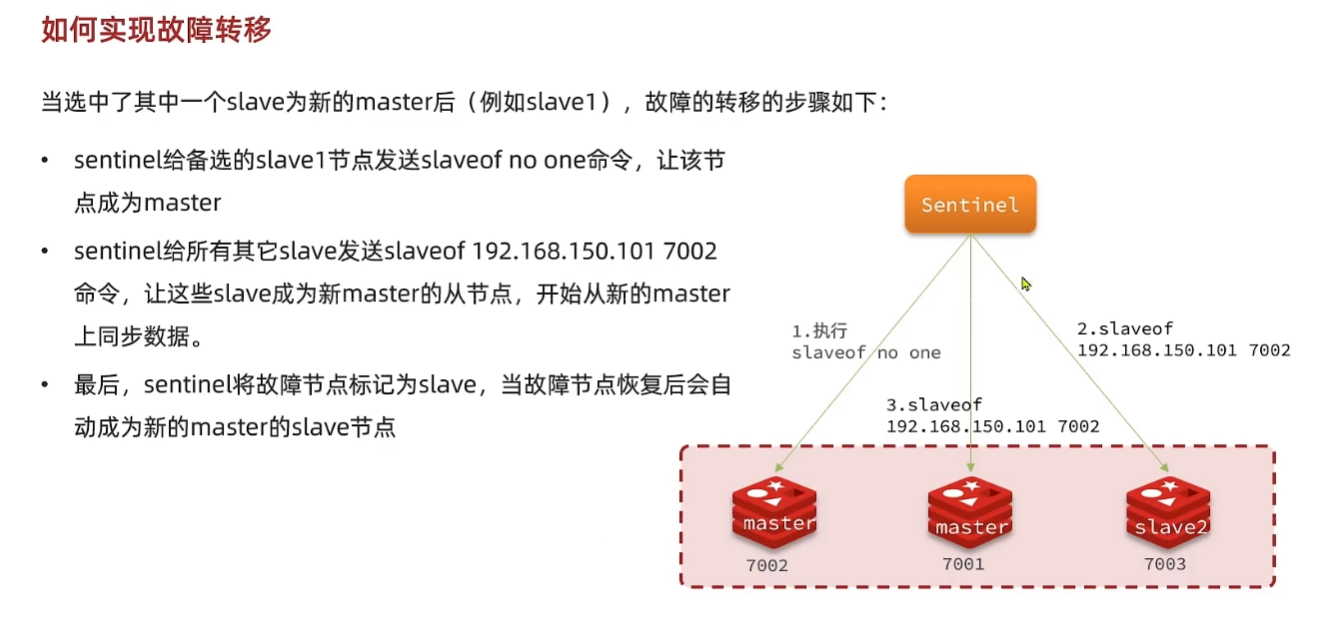 如何实现故障转移
当选中了其中一个slave为新的master后（例如slave1），故障的转移的步骤如下：
• sentinel给备选的slave1节点发送slaveof no one命令，让该节
点成为master
• sentinel给所有其它slave发送slaveof 192.168.150.101 7002
命令，让这些slave成为新master的从节点，开始从新的master
上同步数据。
• 最后，sentinel将故障节点标记为slave，当故障节点恢复后会自
动成为新的master的slave节点
Sentinel
1.执行
slaveof no one
2.slaveof
192.168.150.101 7002
3.slaveof
192.168.150.101 7002
master
7002
master
7001
slave2
7003